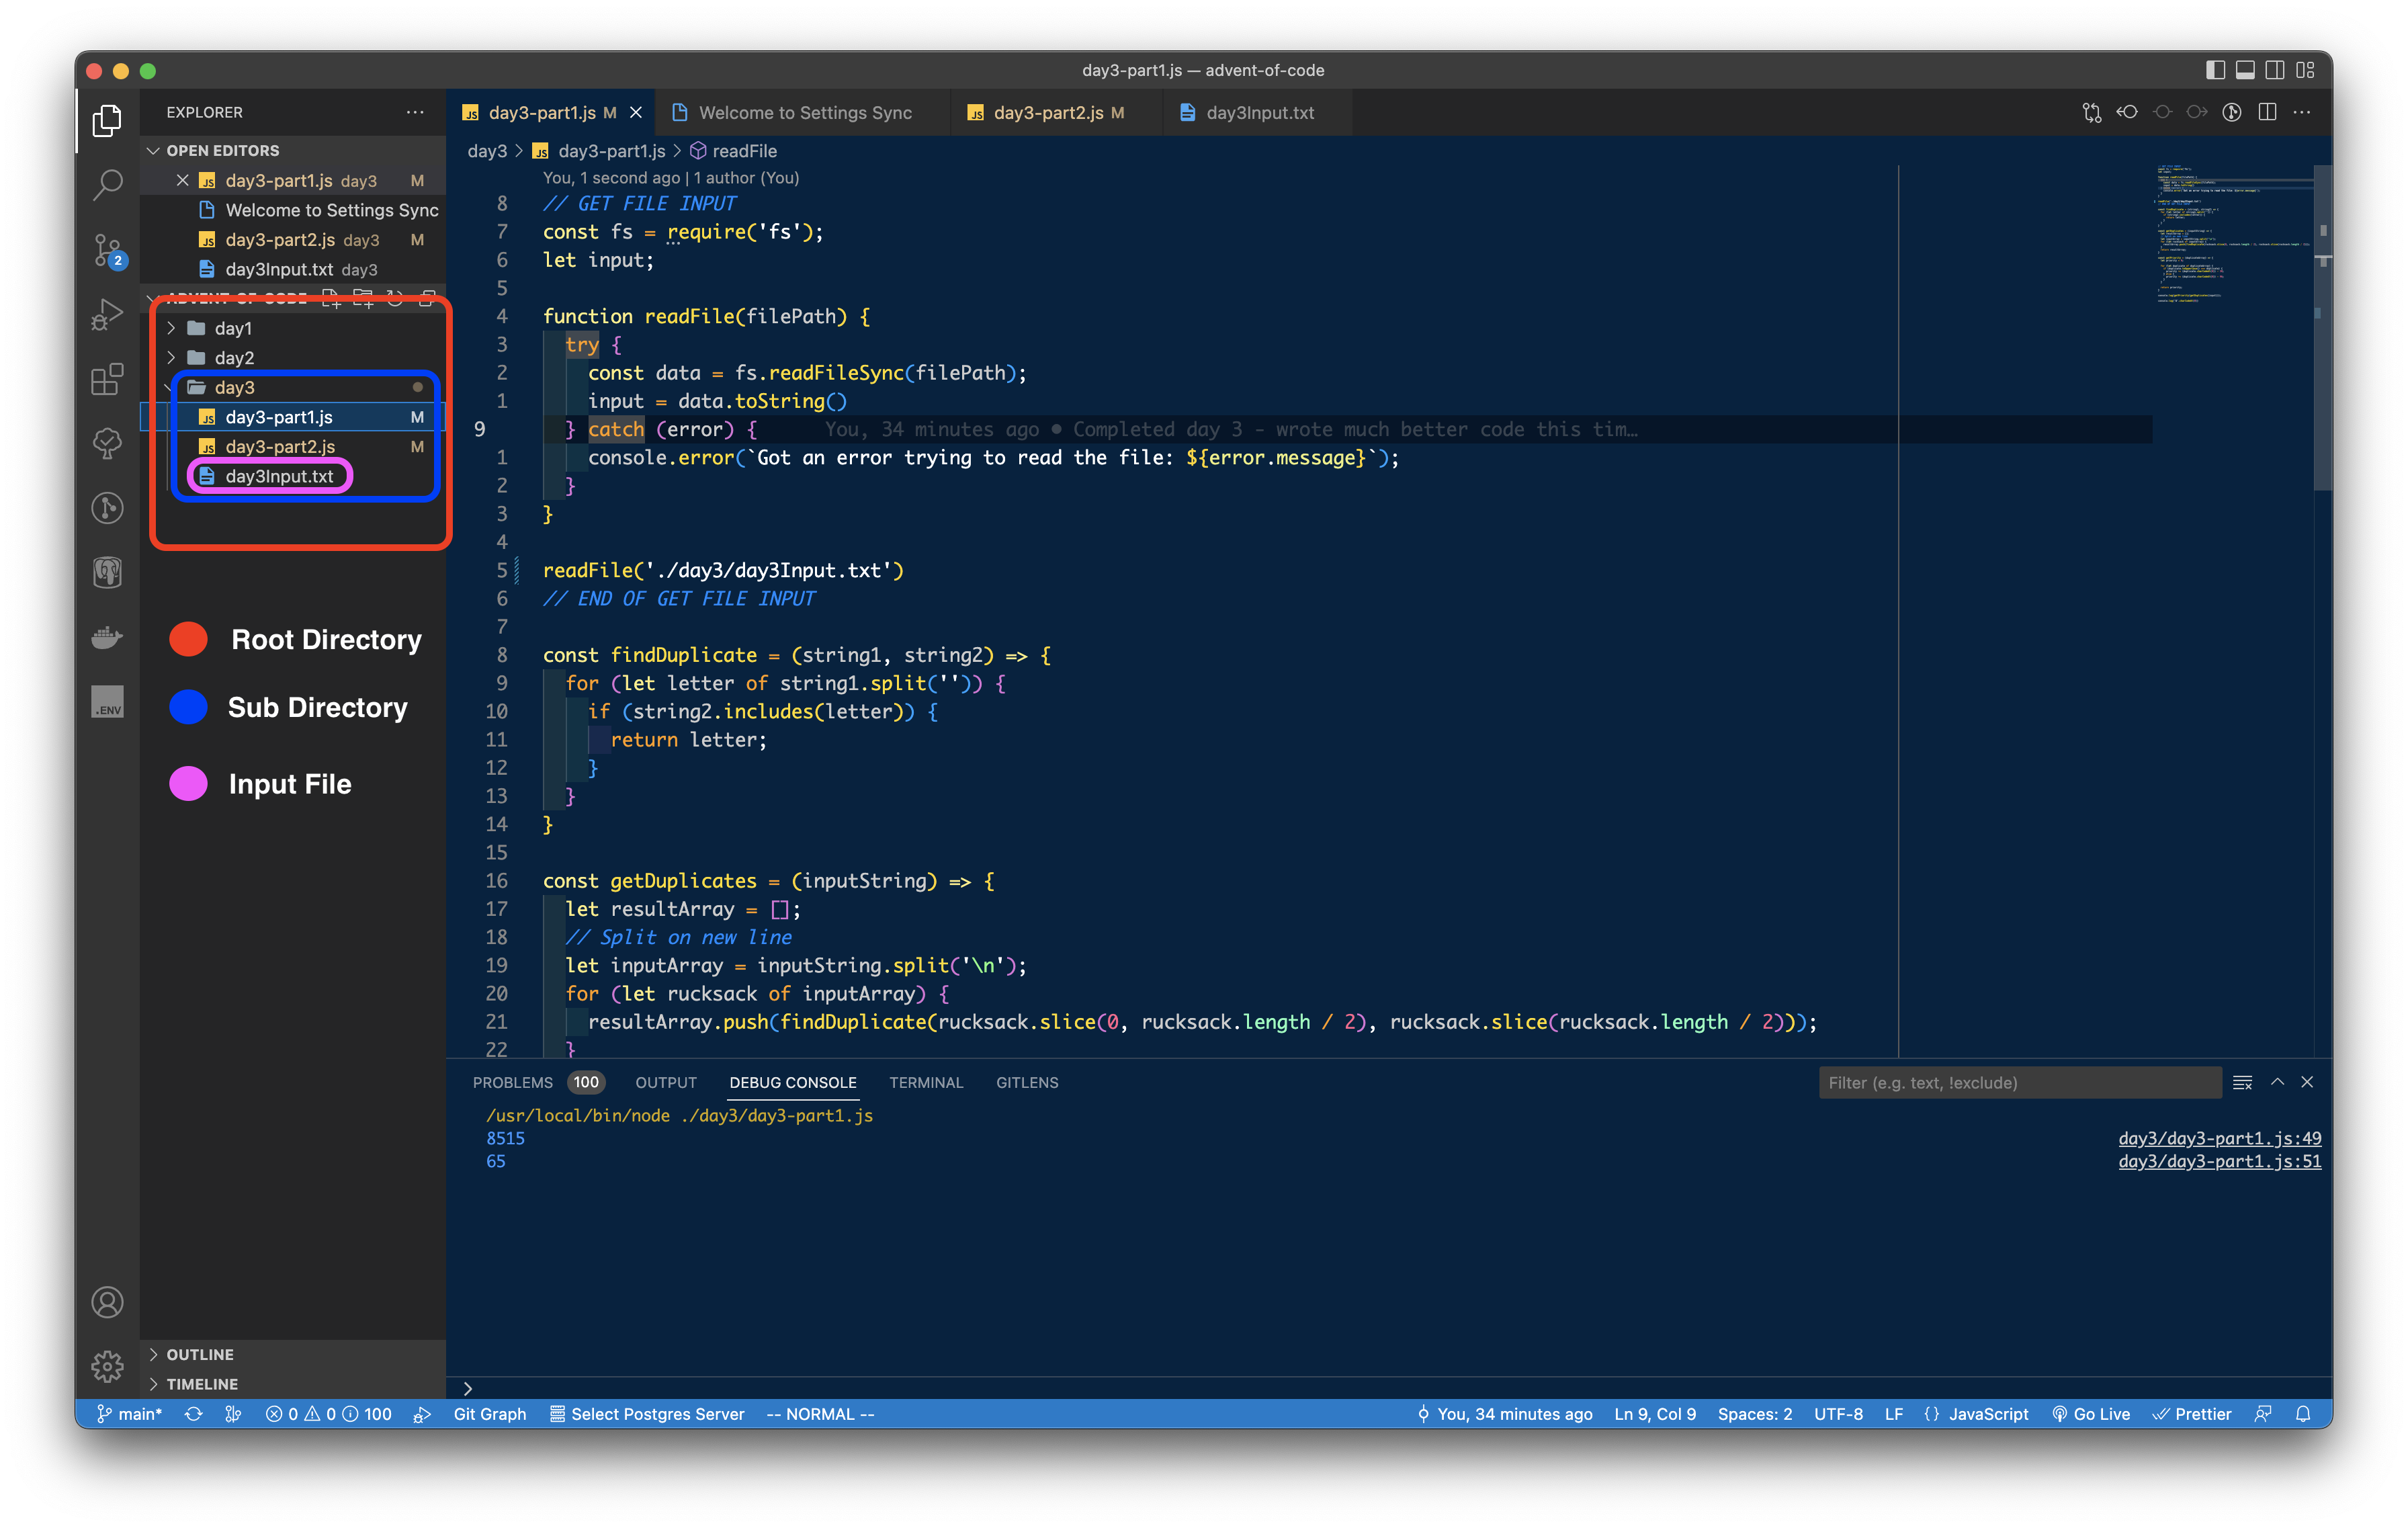 day3-part1.js — advent-of-code
EXPLORER
day3-part1.js M
Welcome to Settings Sync
day3-part2.js M
day3Input.txt
OPEN EDITORS
day3-part1.js day3 M
Welcome to Settings Sync
day3-part2.js day3 M
day3Input.txt day3
ADVENT-OF-CODE
day1
day2
day3
day3-part1.js M
day3-part2.js M
day3Input.txt
Root Directory
Sub Directory
Input File
OUTLINE
TIMELINE
2
.ENV
day3 > JS day3-part1.js > readFile
You, 1 second ago | 1 author (You)
8 // GET FILE INPUT
7 const fs = require('fs');
6 let input;
5
4 function readFile(filePath) {
3 try {
2 const data = fs.readFileSync(filePath);
1 input = data.toString()
9 } catch (error) { You, 34 minutes ago • Completed day 3 - wrote much better code this tim…
1 console.error(`Got an error trying to read the file: ${error.message}`);
2 }
3 }
4
5 readFile('./day3/day3Input.txt')
6 // END OF GET FILE INPUT
7
8 const findDuplicate = (string1, string2) => {
9 for (let letter of string1.split('')) {
10 if (string2.includes(letter)) {
11 return letter;
12 }
13 }
14 }
15
16 const getDuplicates = (inputString) => {
17 let resultArray = [];
18 // Split on new line
19 let inputArray = inputString.split('\n');
20 for (let rucksack of inputArray) {
21 resultArray.push(findDuplicate(rucksack.slice(0, rucksack.length / 2), rucksack.slice(rucksack.length / 2)));
22 }
PROBLEMS 100 OUTPUT DEBUG CONSOLE TERMINAL GITLENS
Filter (e.g. text, !exclude)
/usr/local/bin/node ./day3/day3-part1.js
8515 day3/day3-part1.js:49
65 day3/day3-part1.js:51
main* 0 0 100 Git Graph Select Postgres Server -- NORMAL -- You, 34 minutes ago Ln 9, Col 9 Spaces: 2 UTF-8 LF {} JavaScript Go Live Prettier